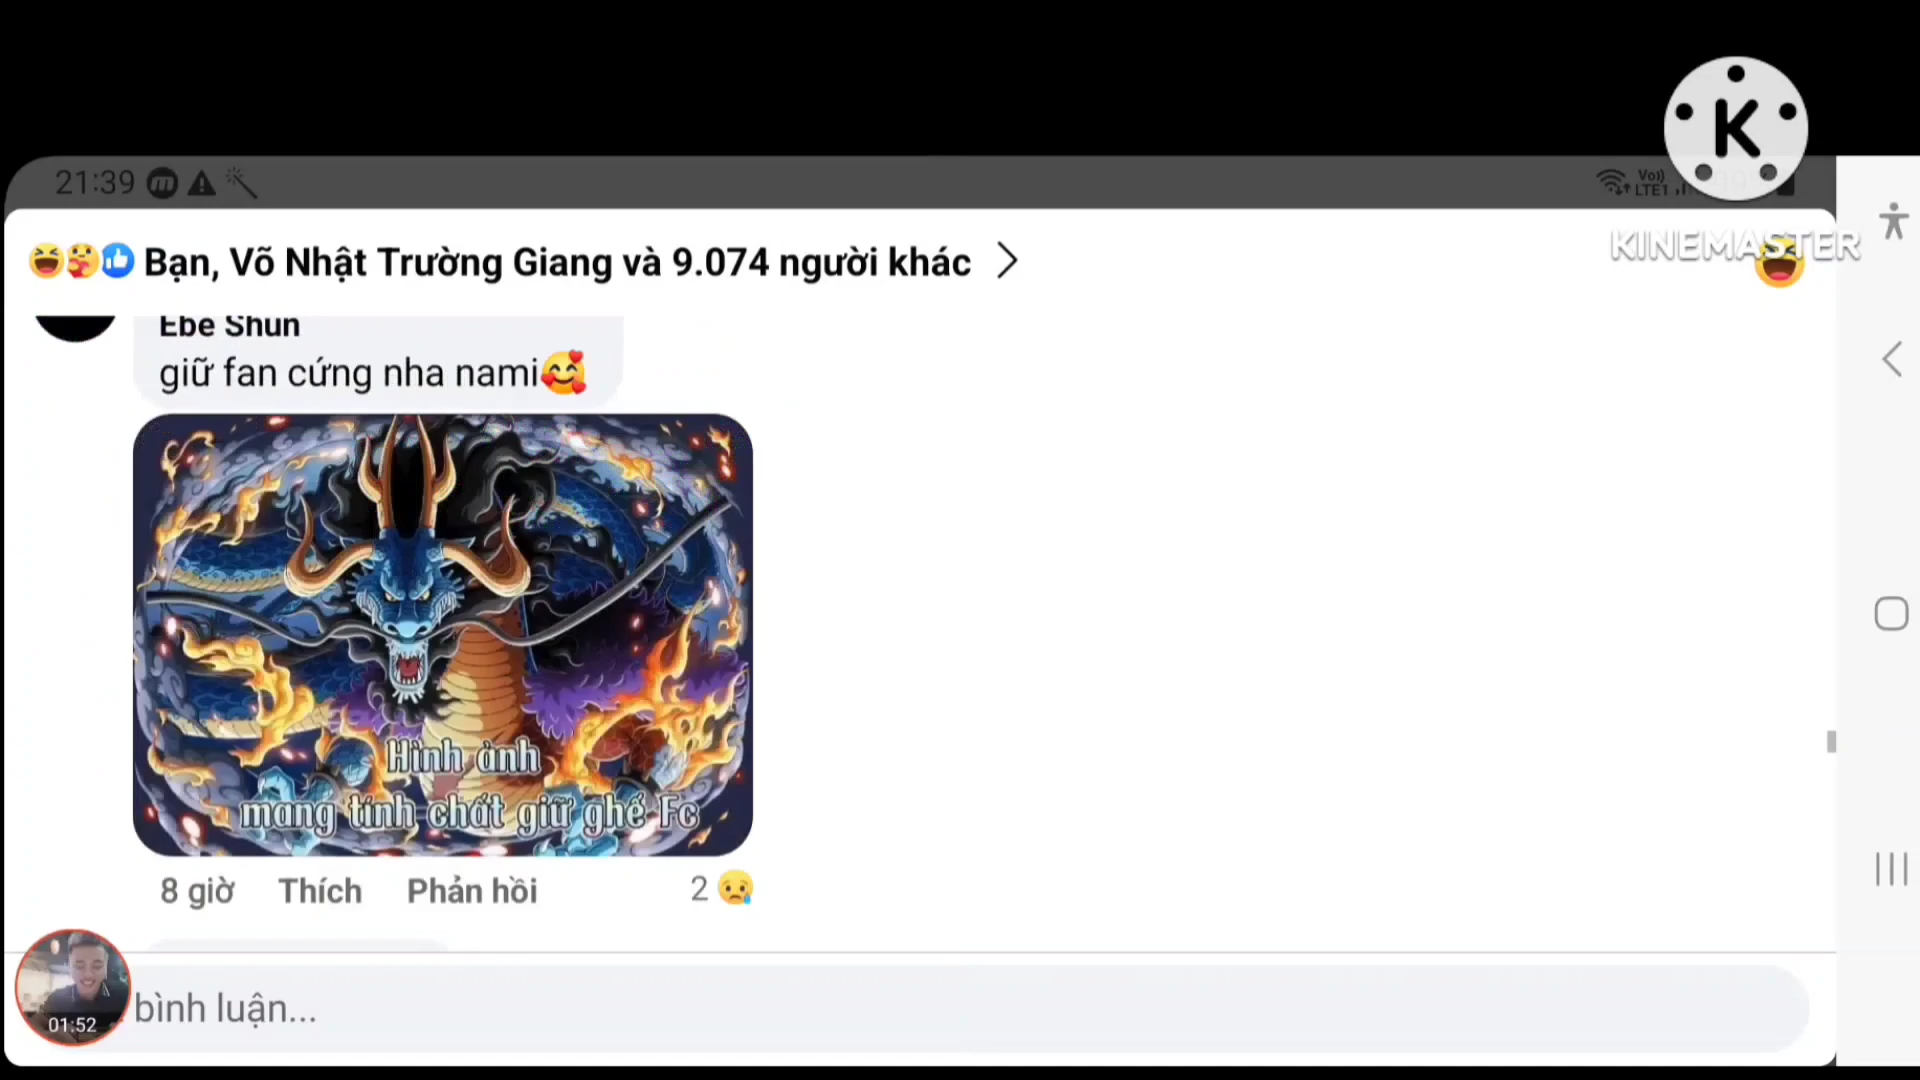 K
KINEMASTER
21:39
Vo))
LTE1
Bạn, Võ Nhật Trường Giang và 9.074 người khác
Ebe Shun
giữ fan cứng nha nami🥰
Hình ảnh
mang tính chất giữ ghế Fc
8 giờ Thích Phản hồi 2
bình luận...
01:52